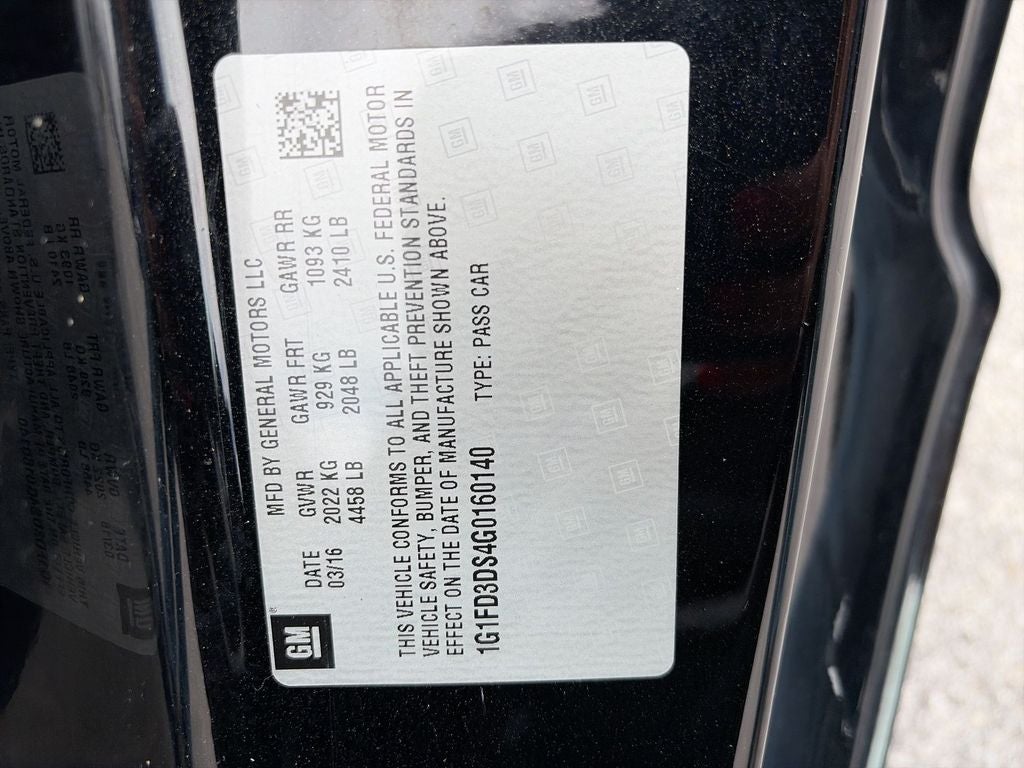 GM ®
MFD BY GENERAL MOTORS LLC
DATE GVWR GAWR FRT GAWR RR
03/16 2022 KG 929 KG 1093 KG
4458 LB 2048 LB 2410 LB
THIS VEHICLE CONFORMS TO ALL APPLICABLE U.S. FEDERAL MOTOR
VEHICLE SAFETY, BUMPER, AND THEFT PREVENTION STANDARDS IN
EFFECT ON THE DATE OF MANUFACTURE SHOWN ABOVE.
1G1FD3DS4G0160140 TYPE: PASS CAR